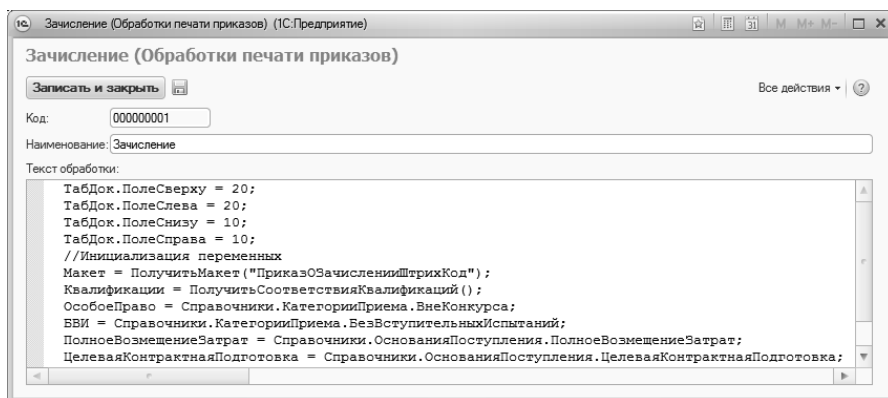 Зачисление (Обработки печати приказов) (1С:Предприятие)
31 M M+ M-
Зачисление (Обработки печати приказов)
Записать и закрыть
Все действия
Код: 000000001
Наименование: Зачисление
Текст обработки:
ТабДок.ПолеСверху = 20;
ТабДок.ПолеСлева = 20;
ТабДок.ПолеСнизу = 10;
ТабДок.ПолеСправа = 10;
//Инициализация переменных
Макет = ПолучитьМакет("ПриказОЗачисленииШтрихКод");
Квалификации = ПолучитьСоответствияКвалификаций();
ОсобоеПраво = Справочники.КатегорииПриема.ВнеКонкурса;
БВИ = Справочники.КатегорииПриема.БезВступительныхИспытаний;
ПолноеВозмещениеЗатрат = Справочники.ОснованияПоступления.ПолноеВозмещениеЗатрат;
ЦелеваяКонтрактнаяПодготовка = Справочники.ОснованияПоступления.ЦелеваяКонтрактнаяПодготовка;